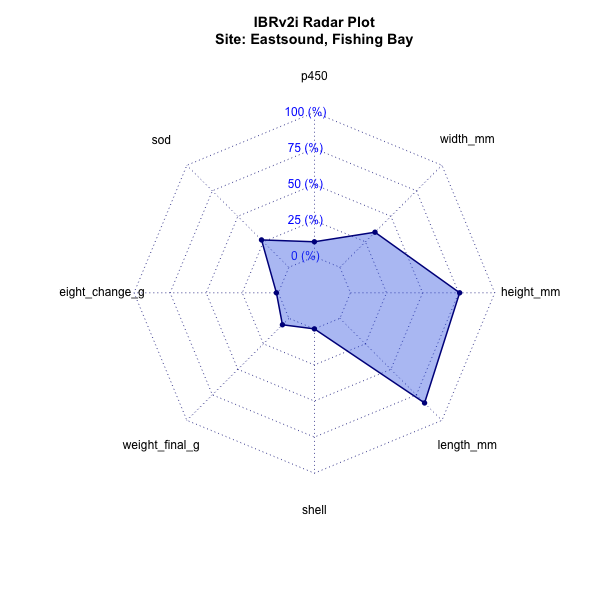 IBRv2i Radar Plot
Site: Eastsound, Fishing Bay
p450
100 (%)
sod
width_mm
75 (%)
50 (%)
25 (%)
0 (%)
eight_change_g
height_mm
weight_final_g
length_mm
shell